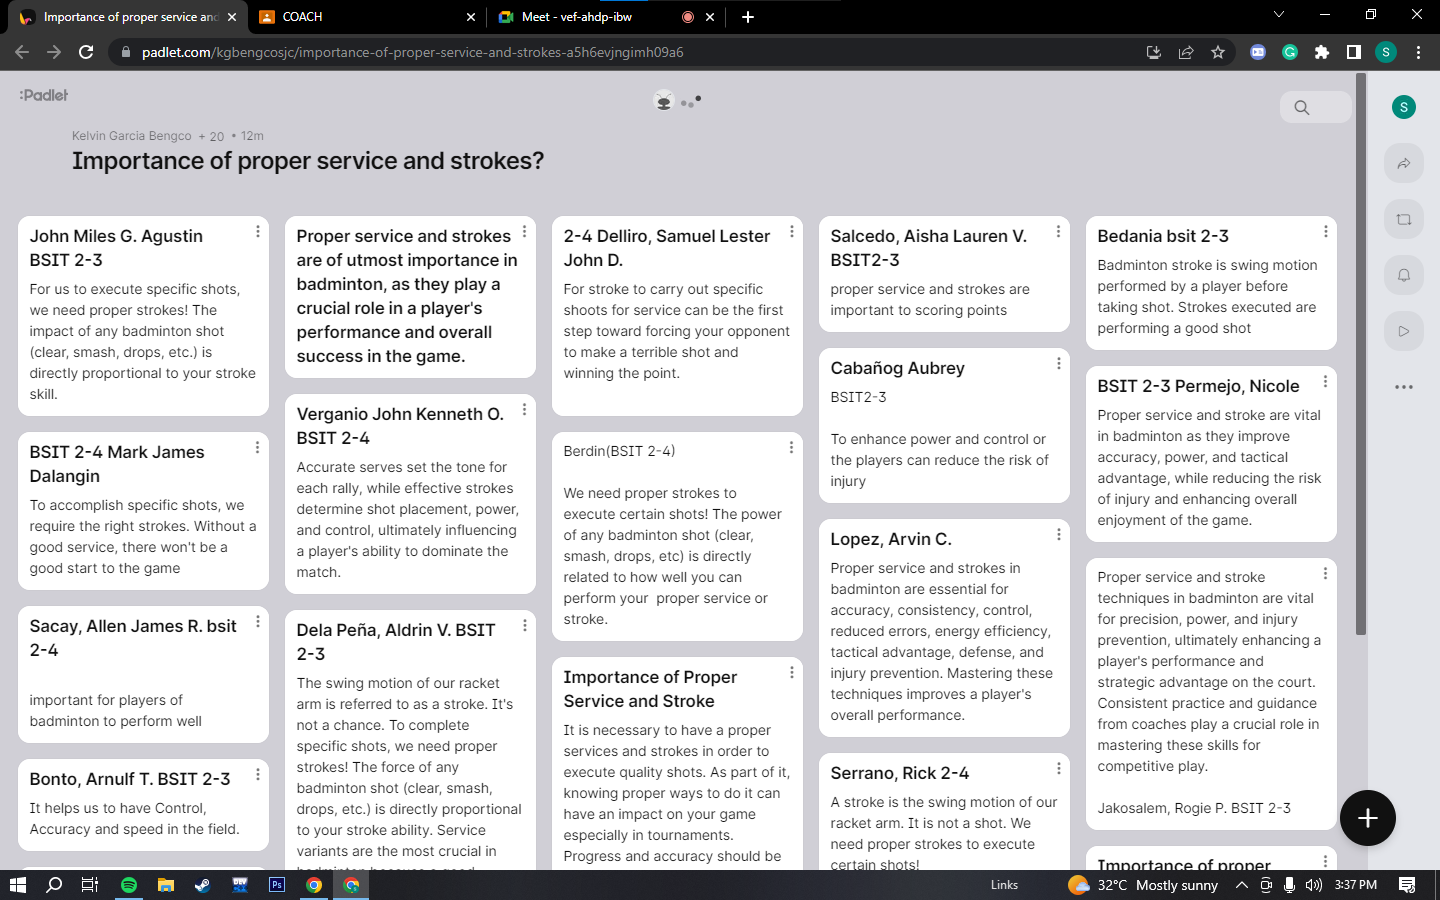 Importance of proper service and
COACH
Meet - vef-ahdp-ibw
padlet.com/kgbengcosjc/importance-of-proper-service-and-strokes-a5h6evjngimh09a6
S
:Padlet
S
Kelvin Garcia Bengco + 20 • 12m
Importance of proper service and strokes?
John Miles G. Agustin
BSIT 2-3
For us to execute specific shots,
we need proper strokes! The
impact of any badminton shot
(clear, smash, drops, etc.) is
directly proportional to your stroke
skill.
BSIT 2-4 Mark James
Dalangin
To accomplish specific shots, we
require the right strokes. Without a
good service, there won't be a
good start to the game
Sacay, Allen James R. bsit
2-4
important for players of
badminton to perform well
Bonto, Arnulf T. BSIT 2-3
It helps us to have Control,
Accuracy and speed in the field.
Proper service and strokes
are of utmost importance in
badminton, as they play a
crucial role in a player's
performance and overall
success in the game.
Verganio John Kenneth O.
BSIT 2-4
Accurate serves set the tone for
each rally, while effective strokes
determine shot placement, power,
and control, ultimately influencing
a player's ability to dominate the
match.
Dela Peña, Aldrin V. BSIT
2-3
The swing motion of our racket
arm is referred to as a stroke. It's
not a chance. To complete
specific shots, we need proper
strokes! The force of any
badminton shot (clear, smash,
drops, etc.) is directly proportional
to your stroke ability. Service
variants are the most crucial in
badminton because a good
2-4 Delliro, Samuel Lester
John D.
For stroke to carry out specific
shoots for service can be the first
step toward forcing your opponent
to make a terrible shot and
winning the point.
Berdin(BSIT 2-4)
We need proper strokes to
execute certain shots! The power
of any badminton shot (clear,
smash, drops, etc) is directly
related to how well you can
perform your proper service or
stroke.
Importance of Proper
Service and Stroke
It is necessary to have a proper
services and strokes in order to
execute quality shots. As part of it,
knowing proper ways to do it can
have an impact on your game
especially in tournaments.
Progress and accuracy should be
Salcedo, Aisha Lauren V.
BSIT2-3
proper service and strokes are
important to scoring points
Cabañog Aubrey
BSIT2-3
To enhance power and control or
the players can reduce the risk of
injury
Lopez, Arvin C.
Proper service and strokes in
badminton are essential for
accuracy, consistency, control,
reduced errors, energy efficiency,
tactical advantage, defense, and
injury prevention. Mastering these
techniques improves a player's
overall performance.
Serrano, Rick 2-4
A stroke is the swing motion of our
racket arm. It is not a shot. We
need proper strokes to execute
certain shots!
Bedania bsit 2-3
Badminton stroke is swing motion
performed by a player before
taking shot. Strokes executed are
performing a good shot
BSIT 2-3 Permejo, Nicole
Proper service and stroke are vital
in badminton as they improve
accuracy, power, and tactical
advantage, while reducing the risk
of injury and enhancing overall
enjoyment of the game.
Proper service and stroke
techniques in badminton are vital
for precision, power, and injury
prevention, ultimately enhancing a
player's performance and
strategic advantage on the court.
Consistent practice and guidance
from coaches play a crucial role in
mastering these skills for
competitive play.
Jakosalem, Rogie P. BSIT 2-3
Importance of proper
Ps
Links
32°C Mostly sunny
3:37 PM